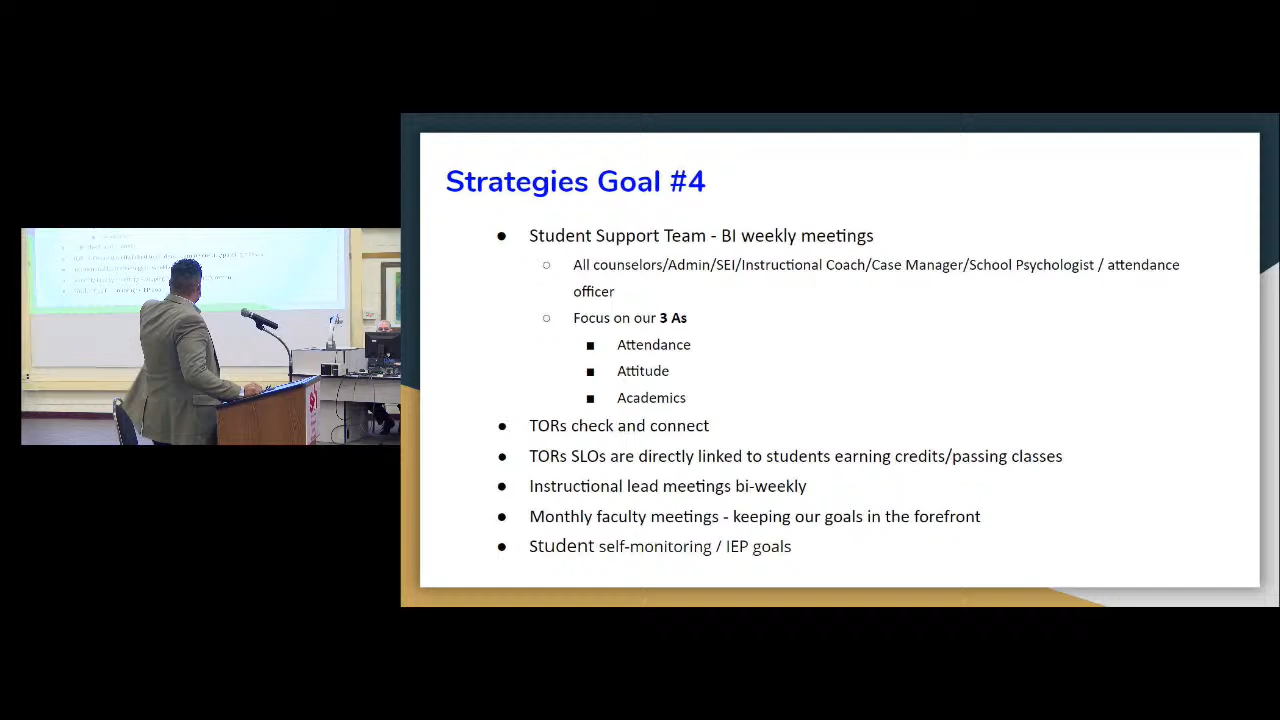 Strategies Goal #4
● Student Support Team - BI weekly meetings
○ All counselors/Admin/SEI/Instructional Coach/Case Manager/School Psychologist / attendance
officer
○ Focus on our 3 As
■ Attendance
■ Attitude
■ Academics
● TORs check and connect
● TORs SLOs are directly linked to students earning credits/passing classes
● Instructional lead meetings bi-weekly
● Monthly faculty meetings - keeping our goals in the forefront
● Student self-monitoring / IEP goals